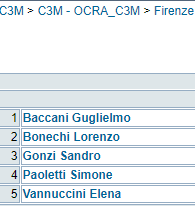 C3M > C3M - OCRA_C3M > Firenze
1 Baccani Guglielmo
2 Bonechi Lorenzo
3 Gonzi Sandro
4 Paoletti Simone
5 Vannuccini Elena